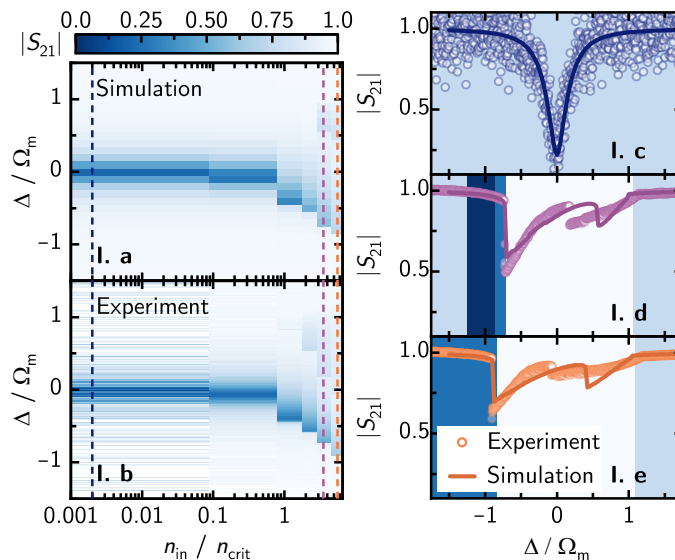 |S21| 0.0 0.25 0.50 0.75 1.0
Simulation
1
0
−1
Δ / Ωm
I. a
Experiment
1
0
−1
Δ / Ωm
I. b
0.001 0.01 0.1 1
nin / ncrit
1.0
0.5
|S21|
I. c
1.0
0.5
|S21|
I. d
1.0
0.5
|S21|
Experiment
Simulation
I. e
−1 0 1
Δ / Ωm